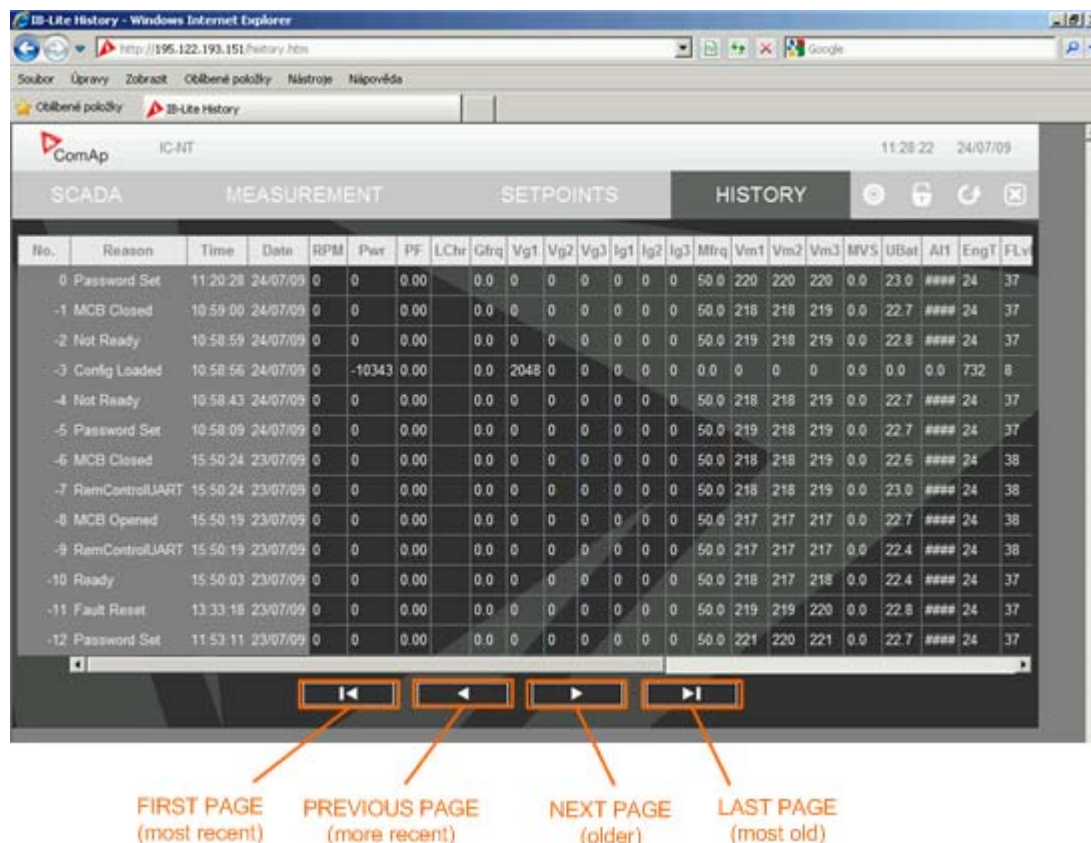 IB-Lite History - Windows Internet Explorer
http://195.122.193.151/history.htm Google
Soubor Úpravy Zobrazit Oblíbené položky Nástroje Nápověda
Oblíbené položky IB-Lite History
ComAp IC-NT 11:28:22 24/07/09
SCADA MEASUREMENT SETPOINTS HISTORY
No. Reason Time Date RPM Pwr PF LChr Gfrq Vg1 Vg2 Vg3 Ig1 Ig2 Ig3 Mfrq Vm1 Vm2 Vm3 MVS UBat AI1 EngT FLvl
0 Password Set 11:20:28 24/07/09 0 0 0.00 0.0 0 0 0 0 0 0 50.0 220 220 220 0.0 23.0 #### 24 37
-1 MCB Closed 10:59:00 24/07/09 0 0 0.00 0.0 0 0 0 0 0 0 50.0 218 218 219 0.0 22.7 #### 24 37
-2 Not Ready 10:58:59 24/07/09 0 0 0.00 0.0 0 0 0 0 0 0 50.0 219 218 219 0.0 22.8 #### 24 37
-3 Config Loaded 10:58:56 24/07/09 0 -10343 0.00 0.0 2048 0 0 0 0 0 0.0 0 0 0 0.0 0.0 0.0 732 8
-4 Not Ready 10:58:43 24/07/09 0 0 0.00 0.0 0 0 0 0 0 0 50.0 218 218 219 0.0 22.7 #### 24 37
-5 Password Set 10:58:09 24/07/09 0 0 0.00 0.0 0 0 0 0 0 0 50.0 219 218 219 0.0 22.7 #### 24 37
-6 MCB Closed 15:50:24 23/07/09 0 0 0.00 0.0 0 0 0 0 0 0 50.0 218 218 219 0.0 22.6 #### 24 38
-7 RemControlUART 15:50:24 23/07/09 0 0 0.00 0.0 0 0 0 0 0 0 50.0 218 218 219 0.0 23.0 #### 24 38
-8 MCB Opened 15:50:19 23/07/09 0 0 0.00 0.0 0 0 0 0 0 0 50.0 217 217 217 0.0 22.7 #### 24 38
-9 RemControlUART 15:50:19 23/07/09 0 0 0.00 0.0 0 0 0 0 0 0 50.0 217 217 217 0.0 22.4 #### 24 38
-10 Ready 15:50:03 23/07/09 0 0 0.00 0.0 0 0 0 0 0 0 50.0 218 217 218 0.0 22.4 #### 24 37
-11 Fault Reset 13:33:18 23/07/09 0 0 0.00 0.0 0 0 0 0 0 0 50.0 219 219 220 0.0 22.8 #### 24 37
-12 Password Set 11:53:11 23/07/09 0 0 0.00 0.0 0 0 0 0 0 0 50.0 221 220 221 0.0 22.7 #### 24 37
FIRST PAGE PREVIOUS PAGE NEXT PAGE LAST PAGE
(most recent) (more recent) (older) (most old)